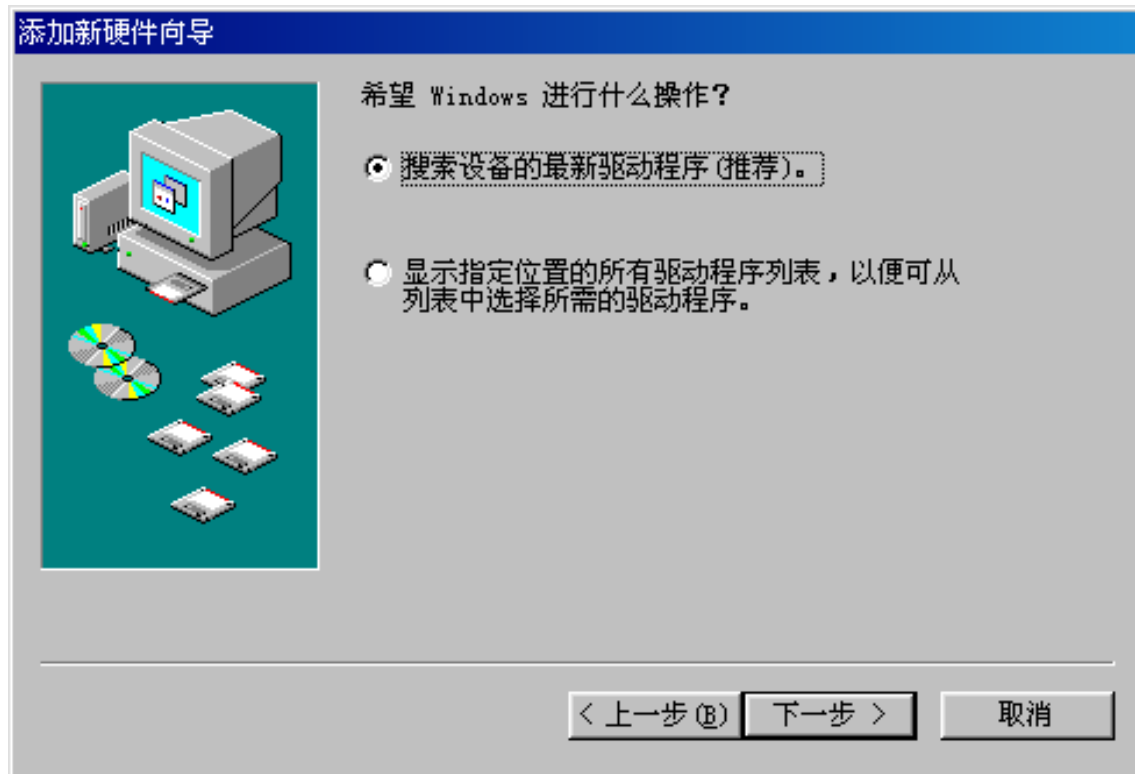 添加新硬件向导
希望 Windows 进行什么操作?
搜索设备的最新驱动程序(推荐)。
显示指定位置的所有驱动程序列表，以便可从
列表中选择所需的驱动程序。
< 上一步(B) 下一步 > 取消